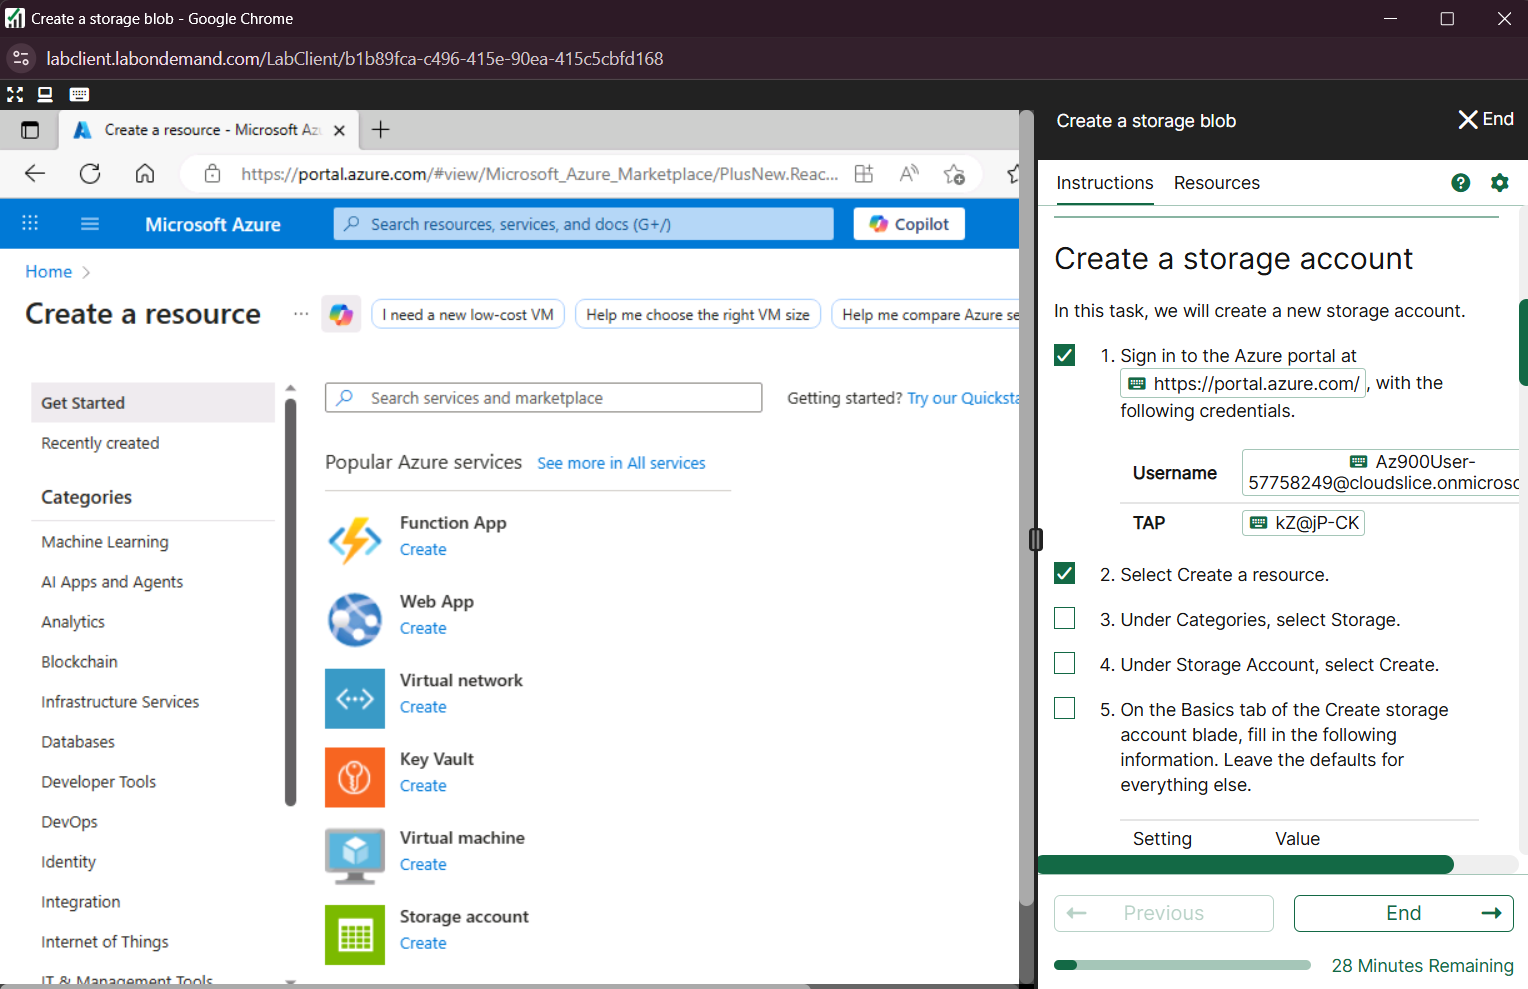 Create a storage blob - Google Chrome
labclient.labondemand.com/LabClient/b1b89fca-c496-415e-90ea-415c5cbfd168
Create a resource - Microsoft Az
https://portal.azure.com/#view/Microsoft_Azure_Marketplace/PlusNew.Reac...
Microsoft Azure
Search resources, services, and docs (G+/)
Copilot
Home
Create a resource
...
I need a new low-cost VM
Help me choose the right VM size
Help me compare Azure se
Get Started
Recently created
Categories
Machine Learning
AI Apps and Agents
Analytics
Blockchain
Infrastructure Services
Databases
Developer Tools
DevOps
Identity
Integration
Internet of Things
IT & Management Tools
Search services and marketplace
Getting started? Try our Quicksta
Popular Azure services See more in All services
Function App
Create
Web App
Create
Virtual network
Create
Key Vault
Create
Virtual machine
Create
Storage account
Create
Create a storage blob
End
Instructions
Resources
Create a storage account
In this task, we will create a new storage account.
1. Sign in to the Azure portal at
https://portal.azure.com/ , with the
following credentials.
Username
Az900User-
57758249@cloudslice.onmicrosc
TAP
kZ@jP-CK
2. Select Create a resource.
3. Under Categories, select Storage.
4. Under Storage Account, select Create.
5. On the Basics tab of the Create storage
account blade, fill in the following
information. Leave the defaults for
everything else.
Setting Value
Previous
End
28 Minutes Remaining